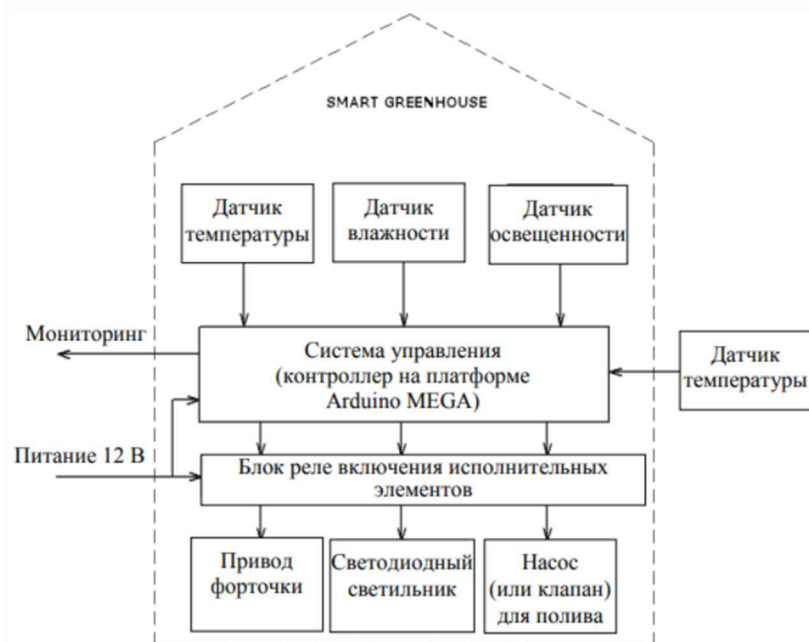 SMART GREENHOUSE
Датчик
температуры
Датчик
влажности
Датчик
освещенности
Мониторинг
Система управления
(контроллер на платформе
Arduino MEGA)
Датчик
температуры
Питание 12 В
Блок реле включения исполнительных
элементов
Привод
форточки
Светодиодный
светильник
Насос
(или клапан)
для полива